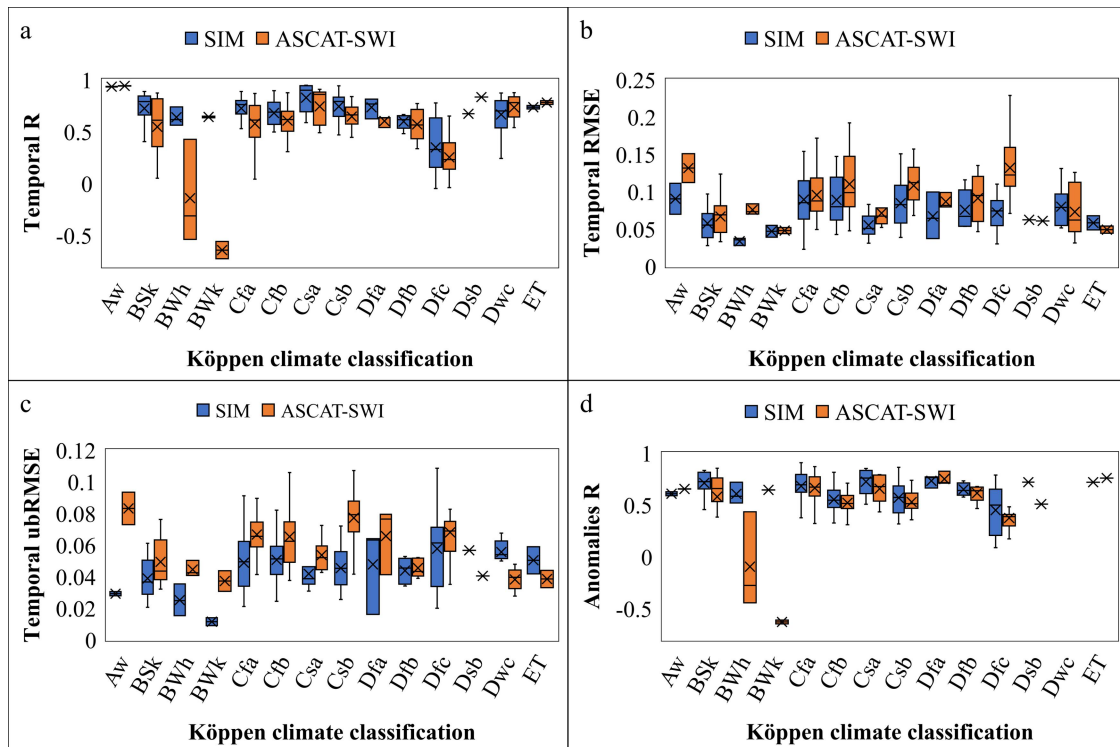 a
SIM ASCAT-SWI
Temporal R
1
0.5
0
-0.5
Aw BSk BWh BWk Cfa Cfb Csa Csb Dfa Dfb Dfc Dsb Dwc ET
Köppen climate classification
b
SIM ASCAT-SWI
Temporal RMSE
0.25
0.2
0.15
0.1
0.05
0
Aw BSk BWh BWk Cfa Cfb Csa Csb Dfa Dfb Dfc Dsb Dwc ET
Köppen climate classification
c
SIM ASCAT-SWI
Temporal ubRMSE
0.12
0.1
0.08
0.06
0.04
0.02
0
Aw BSk BWh BWk Cfa Cfb Csa Csb Dfa Dfb Dfc Dsb Dwc ET
Köppen climate classification
d
SIM ASCAT-SWI
Anomalies R
1
0.5
0
-0.5
Aw BSk BWh BWk Cfa Cfb Csa Csb Dfa Dfb Dfc Dsb Dwc ET
Köppen climate classification